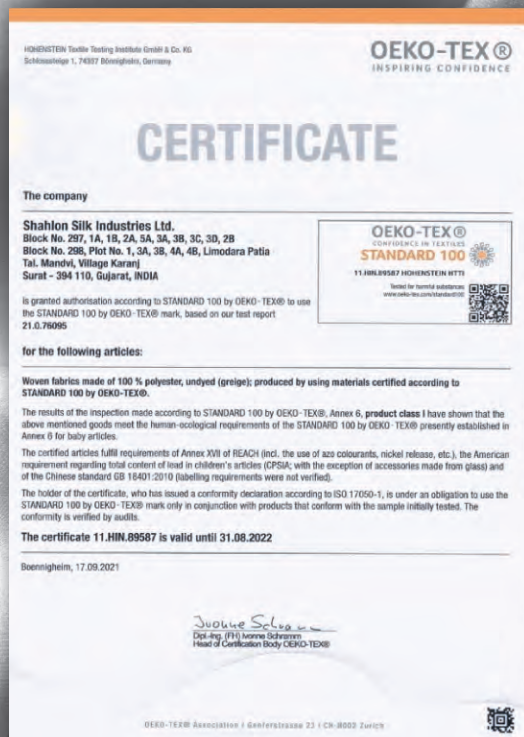 HOHENSTEIN Textile Testing Institute GmbH & Co. KG
Schlosssteige 1, 74357 Bönnigheim, Germany
OEKO-TEX®
INSPIRING CONFIDENCE
CERTIFICATE
The company
Shahlon Silk Industries Ltd.
Block No. 297, 1A, 1B, 2A, 5A, 3A, 3B, 3C, 3D, 2B
Block No. 298, Plot No. 1, 3A, 3B, 4A, 4B, Limodara Patia
Tal. Mandvi, Village Karanj
Surat - 394 110, Gujarat, INDIA
OEKO-TEX®
CONFIDENCE IN TEXTILES
STANDARD 100
11.HIN.89587 HOHENSTEIN HTTI
Tested for harmful substances
www.oeko-tex.com/standard100
is granted authorisation according to STANDARD 100 by OEKO-TEX® to use
the STANDARD 100 by OEKO-TEX® mark, based on our test report
21.0.76095
for the following articles:
Woven fabrics made of 100 % polyester, undyed (greige); produced by using materials certified according to
STANDARD 100 by OEKO-TEX®.
The results of the inspection made according to STANDARD 100 by OEKO-TEX®, Annex 6, product class I have shown that the
above mentioned goods meet the human-ecological requirements of the STANDARD 100 by OEKO-TEX® presently established in
Annex 6 for baby articles.
The certified articles fulfil requirements of Annex XVII of REACH (incl. the use of azo colourants, nickel release, etc.), the American
requirement regarding total content of lead in children's articles (CPSIA; with the exception of accessories made from glass) and
of the Chinese standard GB 18401:2010 (labelling requirements were not verified).
The holder of the certificate, who has issued a conformity declaration according to ISO 17050-1, is under an obligation to use the
STANDARD 100 by OEKO-TEX® mark only in conjunction with products that conform with the sample initially tested. The
conformity is verified by audits.
The certificate 11.HIN.89587 is valid until 31.08.2022
Boennigheim, 17.09.2021
Ivonne Schramm
Dipl.-Ing. (FH) Ivonne Schramm
Head of Certification Body OEKO-TEX®
OEKO-TEX® Association | Genferstrasse 23 | CH-8002 Zurich